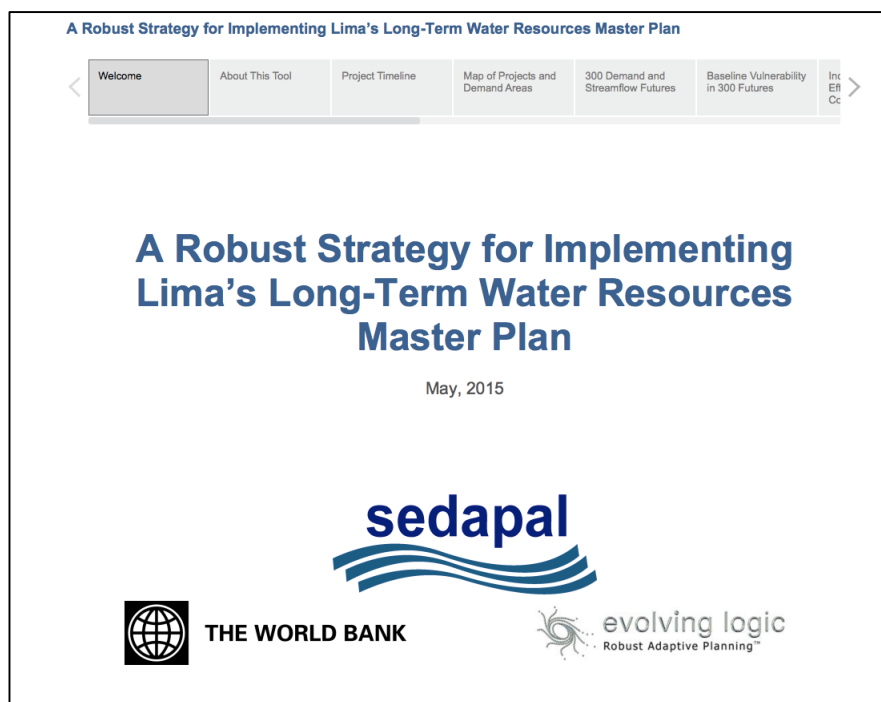 A Robust Strategy for Implementing Lima's Long-Term Water Resources Master Plan
Welcome
About This Tool
Project Timeline
Map of Projects and
Demand Areas
300 Demand and
Streamflow Futures
Baseline Vulnerability
in 300 Futures
A Robust Strategy for Implementing
Lima's Long-Term Water Resources
Master Plan
May, 2015
sedapal
THE WORLD BANK
evolving logic
Robust Adaptive Planning™